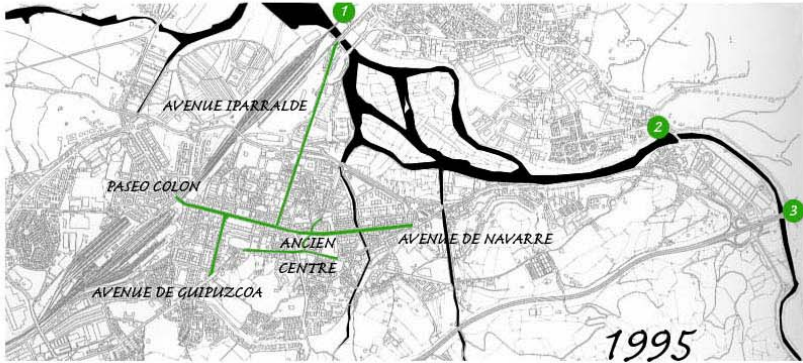 1
AVENUE IPARRALDE
2
PASEO COLON
3
ANCIEN
CENTRE
AVENUE DE NAVARRE
AVENUE DE GUIPUZCOA
1995